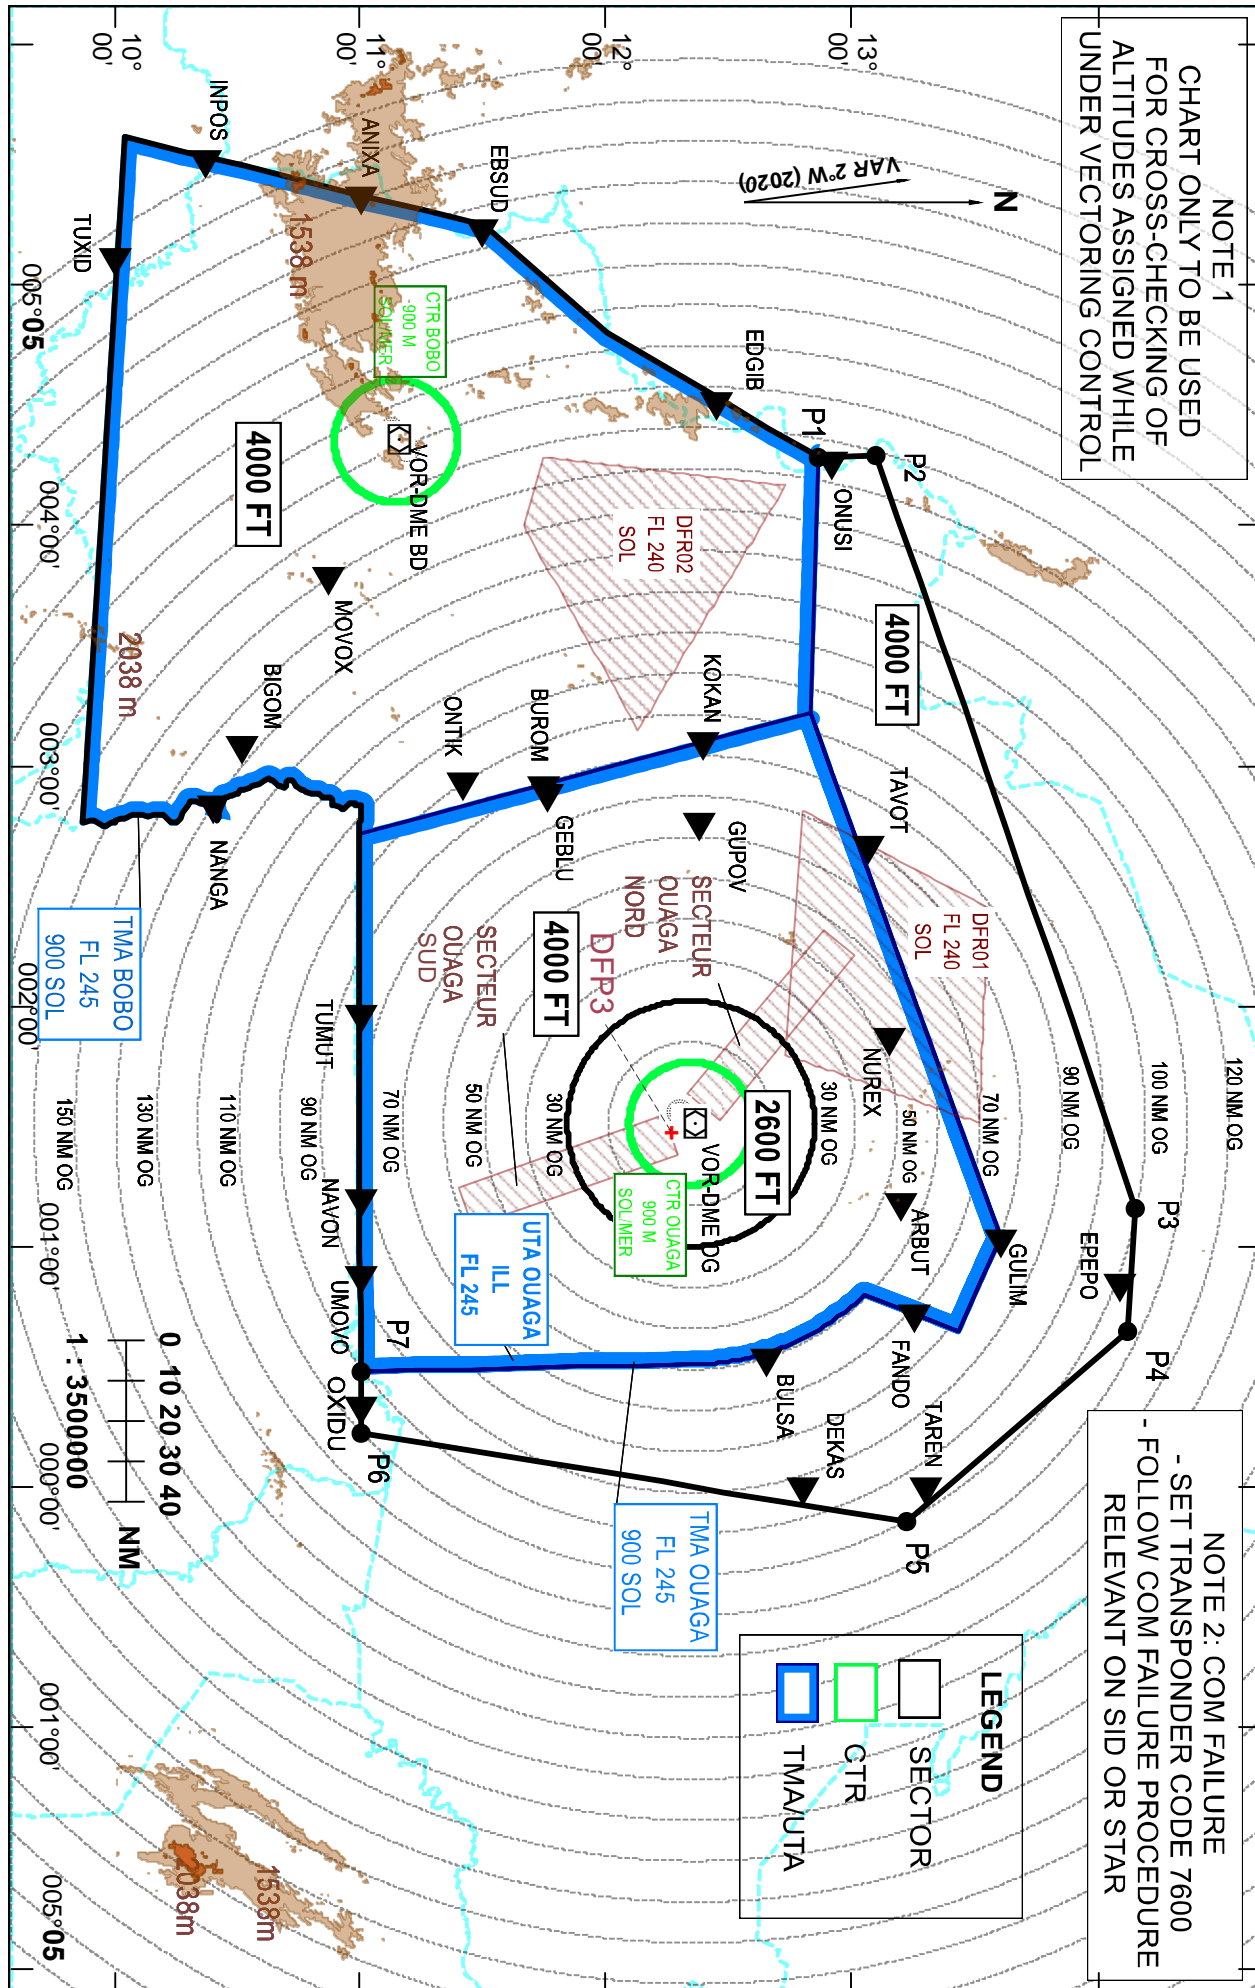 NOTE 1
CHART ONLY TO BE USED
FOR CROSS-CHECKING OF
ALTITUDES ASSIGNED WHILE
UNDER VECTORING CONTROL
NOTE 2: COM FAILURE
- SET TRANSPONDER CODE 7600
- FOLLOW COM FAILURE PROCEDURE
RELEVANT ON SID OR STAR
N
VAR 2°W (2020)
P2
P3
EPEPO
P4
120 NM OG
100 NM OG
90 NM OG
70 NM OG
50 NM OG
30 NM OG
13°
00'
4000 FT
ONUSI
P1
TAVOT
DFR01
FL 240
SOL
NUREX
ARBUT
GULIM
FANDO
TAREN
P5
DEKAS
BULSA
EDGIB
DFR02
FL 240
SOL
KOKAN
GUPOV
SECTEUR
OUAGA
NORD
2600 FT
VOR-DME OG
CTR OUAGA
900 M
SOL/MER
TMA OUAGA
FL 245
900 SOL
LEGEND
SECTOR
CTR
TMA/UTA
12°
00'
DFP3
4000 FT
BUROM
GEBLU
30 NM OG
EBSUD
ONTIK
SECTEUR
OUAGA
SUD
50 NM OG
UTA OUAGA
ILL
FL 245
CTR BOBO
-900 M
SOL/MER
VOR-DME BD
70 NM OG
P7
P6
11°
00'
ANIXA
MOVOX
TUMUT
90 NM OG
NAVON
UMOVO
OXIDU
1538 m
4000 FT
BIGOM
NANGA
110 NM OG
INPOS
TUXID
2038 m
130 NM OG
TMA BOBO
FL 245
900 SOL
150 NM OG
10°
00'
0 10 20 30 40
NM
1 : 3500000
1538m
2038m
005°05
004°00'
003°00'
002°00'
001°00'
000°00'
001°00'
005°05